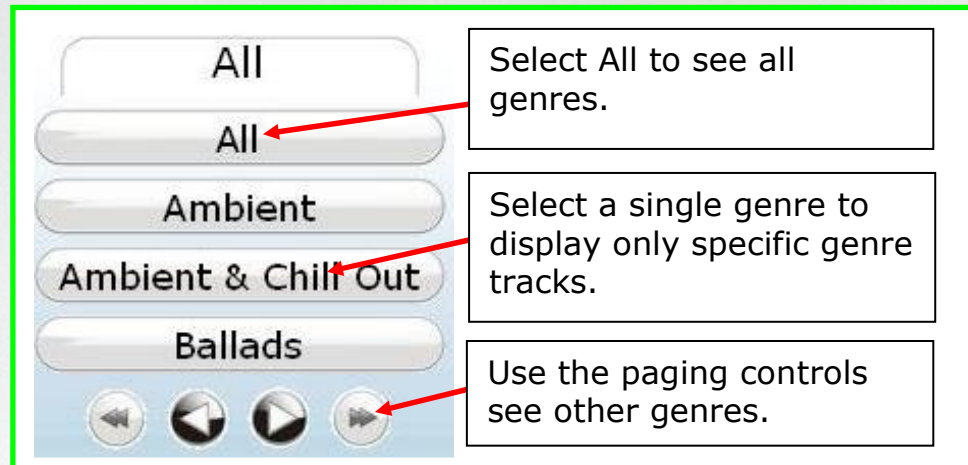 All
All
Ambient
Ambient & Chill Out
Ballads
Select All to see all
genres.
Select a single genre to
display only specific genre
tracks.
Use the paging controls
see other genres.